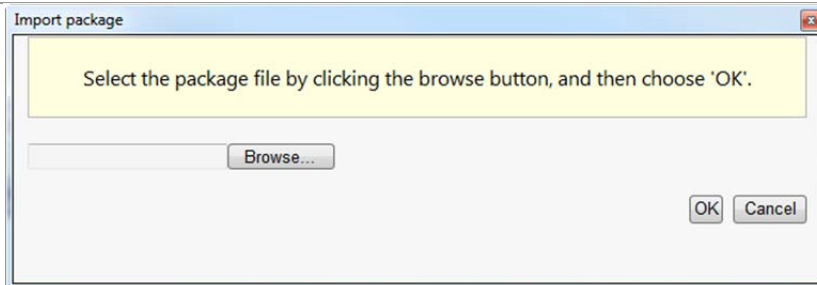 Import package
Select the package file by clicking the browse button, and then choose 'OK'.
Browse...
OK Cancel